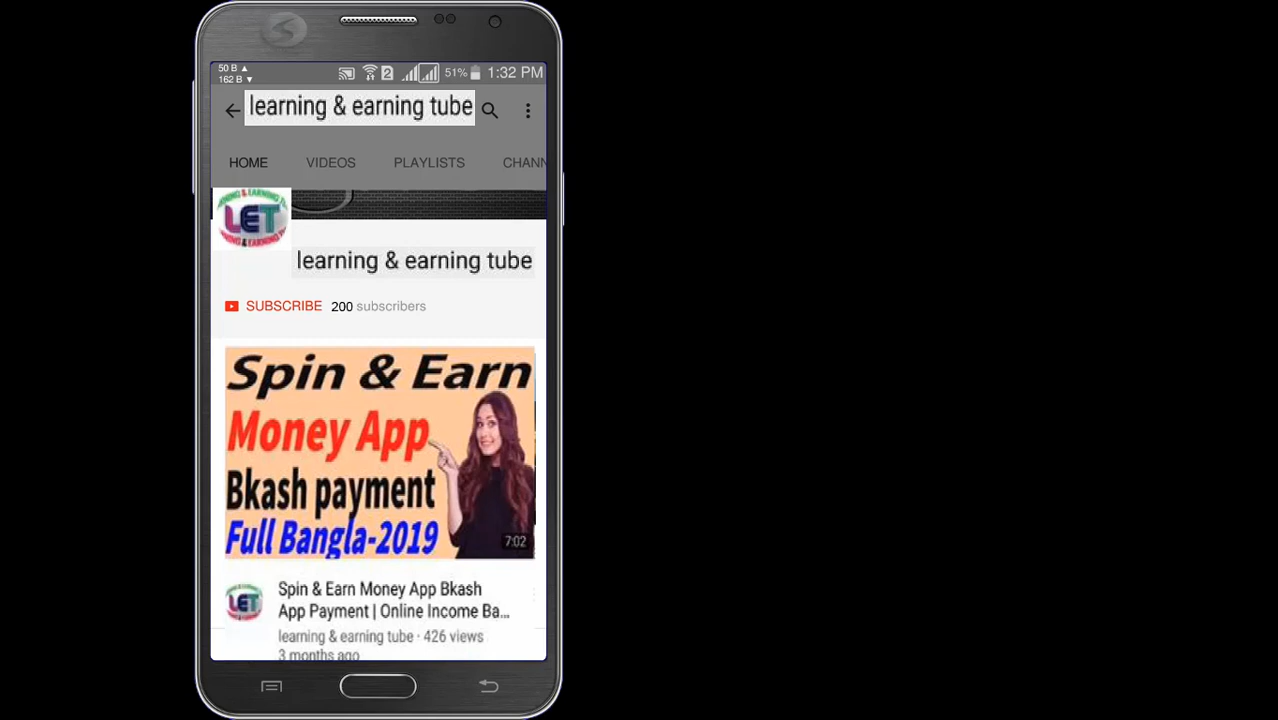 50 B
162 B
2
51%
1:32 PM
learning & earning tube
HOME
VIDEOS
PLAYLISTS
CHANN
LET
learning & earning tube
SUBSCRIBE
200 subscribers
Spin & Earn
Money App
Bkash payment
Full Bangla-2019
7:02
Spin & Earn Money App Bkash
App Payment | Online Income Ba...
LET
learning & earning tube · 426 views
3 months ago